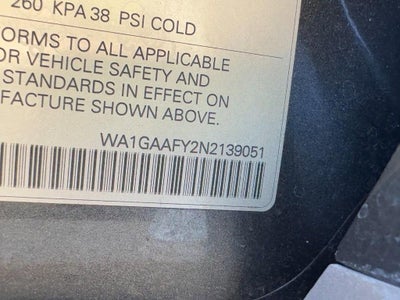 260 KPA 38 PSI COLD
FORMS TO ALL APPLICABLE
OR VEHICLE SAFETY AND
STANDARDS IN EFFECT ON
FACTURE SHOWN ABOVE.
WA1GAAFY2N2139051